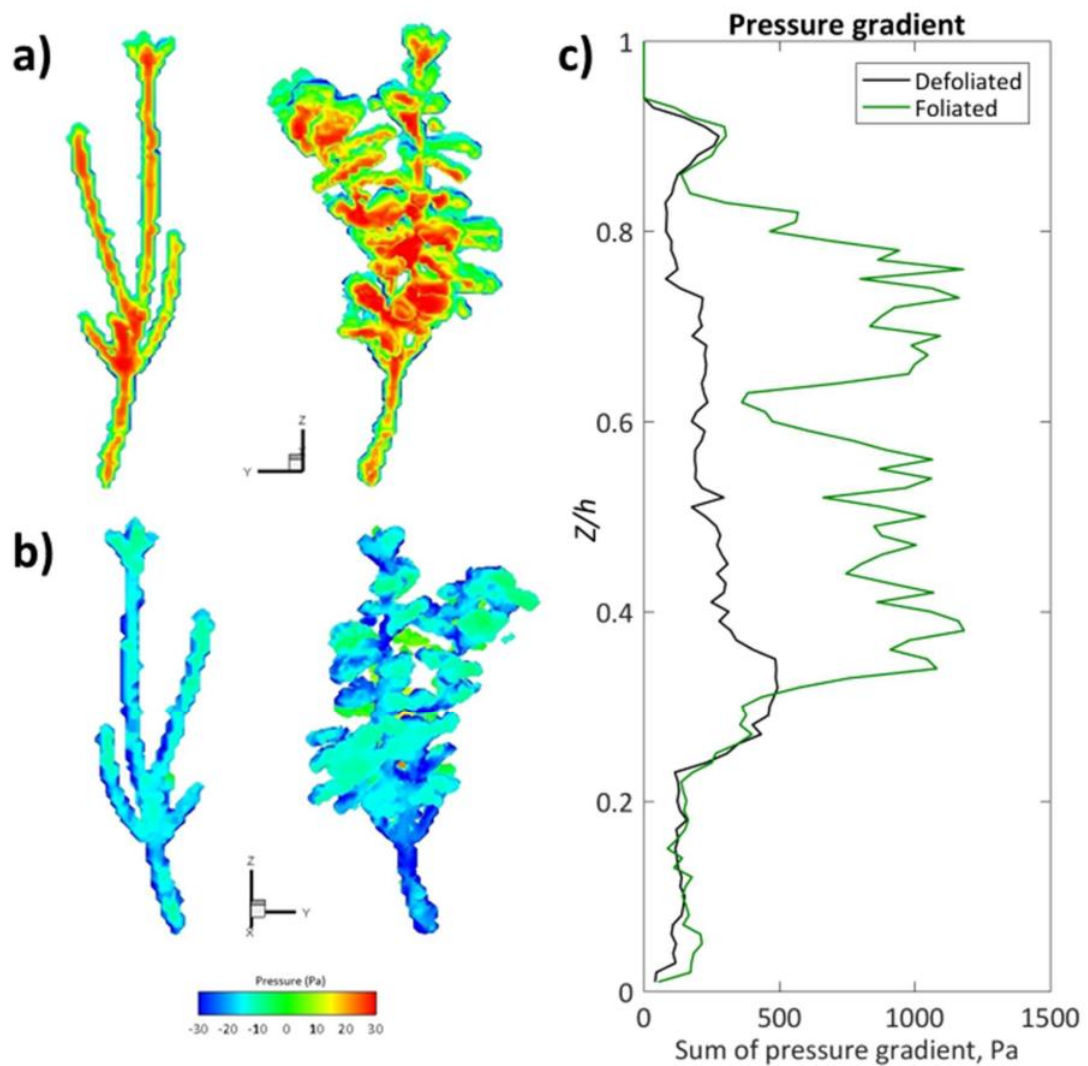 a)
Z
Y
b)
Z
Y
X
Pressure (Pa)
-30 -20 -10 0 10 20 30
c)
Pressure gradient
Defoliated
Foliated
1
0.8
0.6
0.4
0.2
0
Z/h
0 500 1000 1500
Sum of pressure gradient, Pa